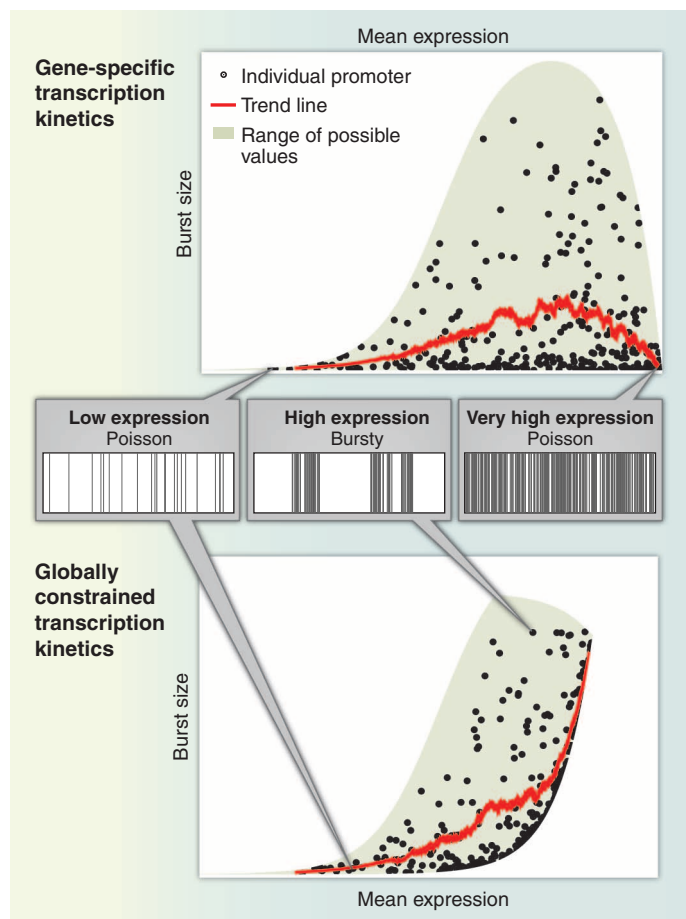 Mean expression
Gene-specific
transcription
kinetics
Individual promoter
Trend line
Range of possible
values
Burst size
Low expression
Poisson
High expression
Bursty
Very high expression
Poisson
Globally
constrained
transcription
kinetics
Burst size
Mean expression